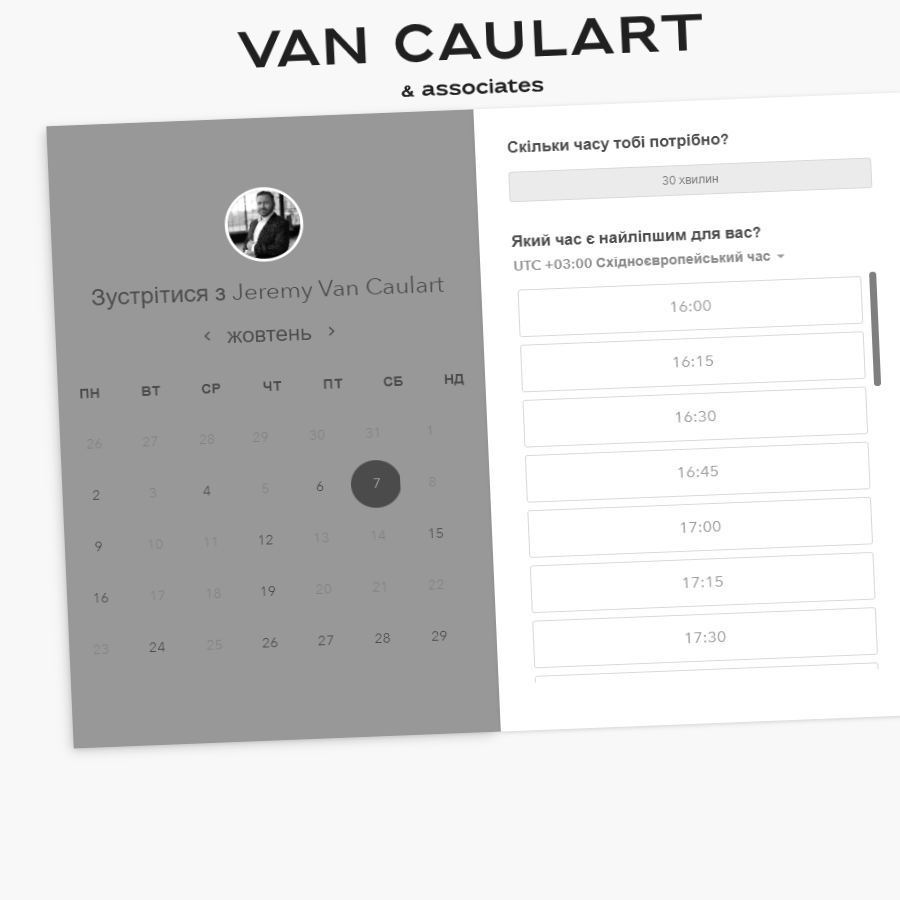 VAN CAULART
& associates
Зустрітися з Jeremy Van Caulart
жовтень
ПН ВТ СР ЧТ ПТ СБ НД
26 27 28 29 30 31 1
2 3 4 5 6 7 8
9 10 11 12 13 14 15
16 17 18 19 20 21 22
23 24 25 26 27 28 29
Скільки часу тобі потрібно?
30 хвилин
Який час є найліпшим для вас?
UTC +03:00 Східноєвропейський час
16:00
16:15
16:30
16:45
17:00
17:15
17:30